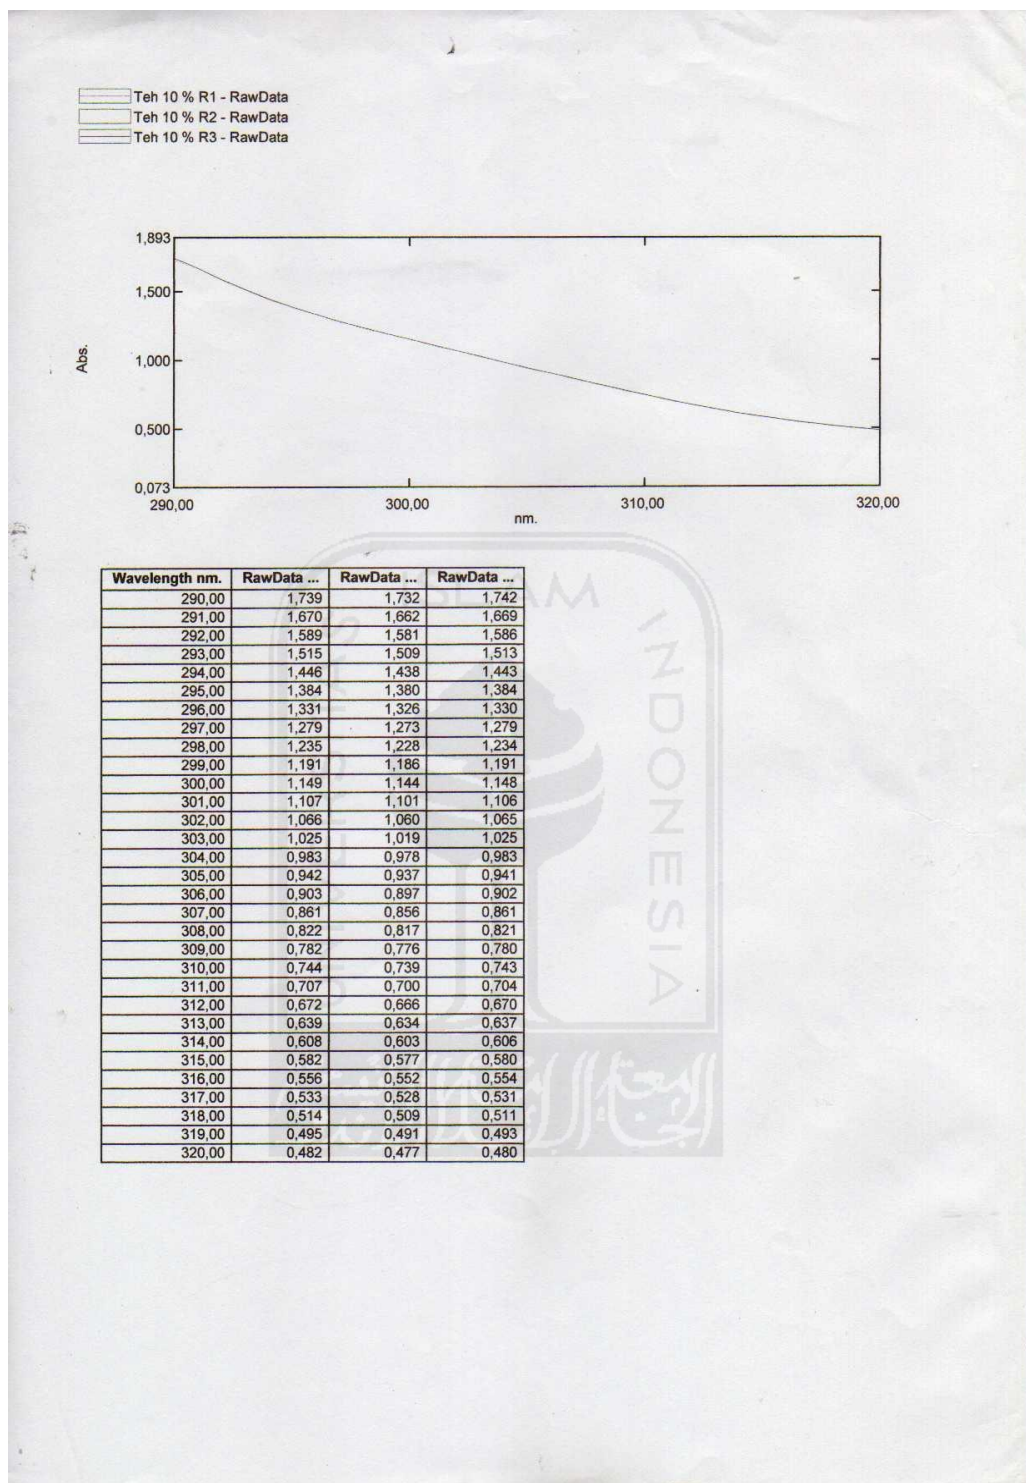 Teh 10 % R1 - RawData
Teh 10 % R2 - RawData
Teh 10 % R3 - RawData
1,893
1,500
1,000
0,500
0,073
Abs.
290,00 300,00 310,00 320,00
nm.
Wavelength nm. RawData ... RawData ... RawData ...
290,00 1,739 1,732 1,742
291,00 1,670 1,662 1,669
292,00 1,589 1,581 1,586
293,00 1,515 1,509 1,513
294,00 1,446 1,438 1,443
295,00 1,384 1,380 1,384
296,00 1,331 1,326 1,330
297,00 1,279 1,273 1,279
298,00 1,235 1,228 1,234
299,00 1,191 1,186 1,191
300,00 1,149 1,144 1,148
301,00 1,107 1,101 1,106
302,00 1,066 1,060 1,065
303,00 1,025 1,019 1,025
304,00 0,983 0,978 0,983
305,00 0,942 0,937 0,941
306,00 0,903 0,897 0,902
307,00 0,861 0,856 0,861
308,00 0,822 0,817 0,821
309,00 0,782 0,776 0,780
310,00 0,744 0,739 0,743
311,00 0,707 0,700 0,704
312,00 0,672 0,666 0,670
313,00 0,639 0,634 0,637
314,00 0,608 0,603 0,606
315,00 0,582 0,577 0,580
316,00 0,556 0,552 0,554
317,00 0,533 0,528 0,531
318,00 0,514 0,509 0,511
319,00 0,495 0,491 0,493
320,00 0,482 0,477 0,480
UNIVERSITAS
ISLAM
INDONESIA